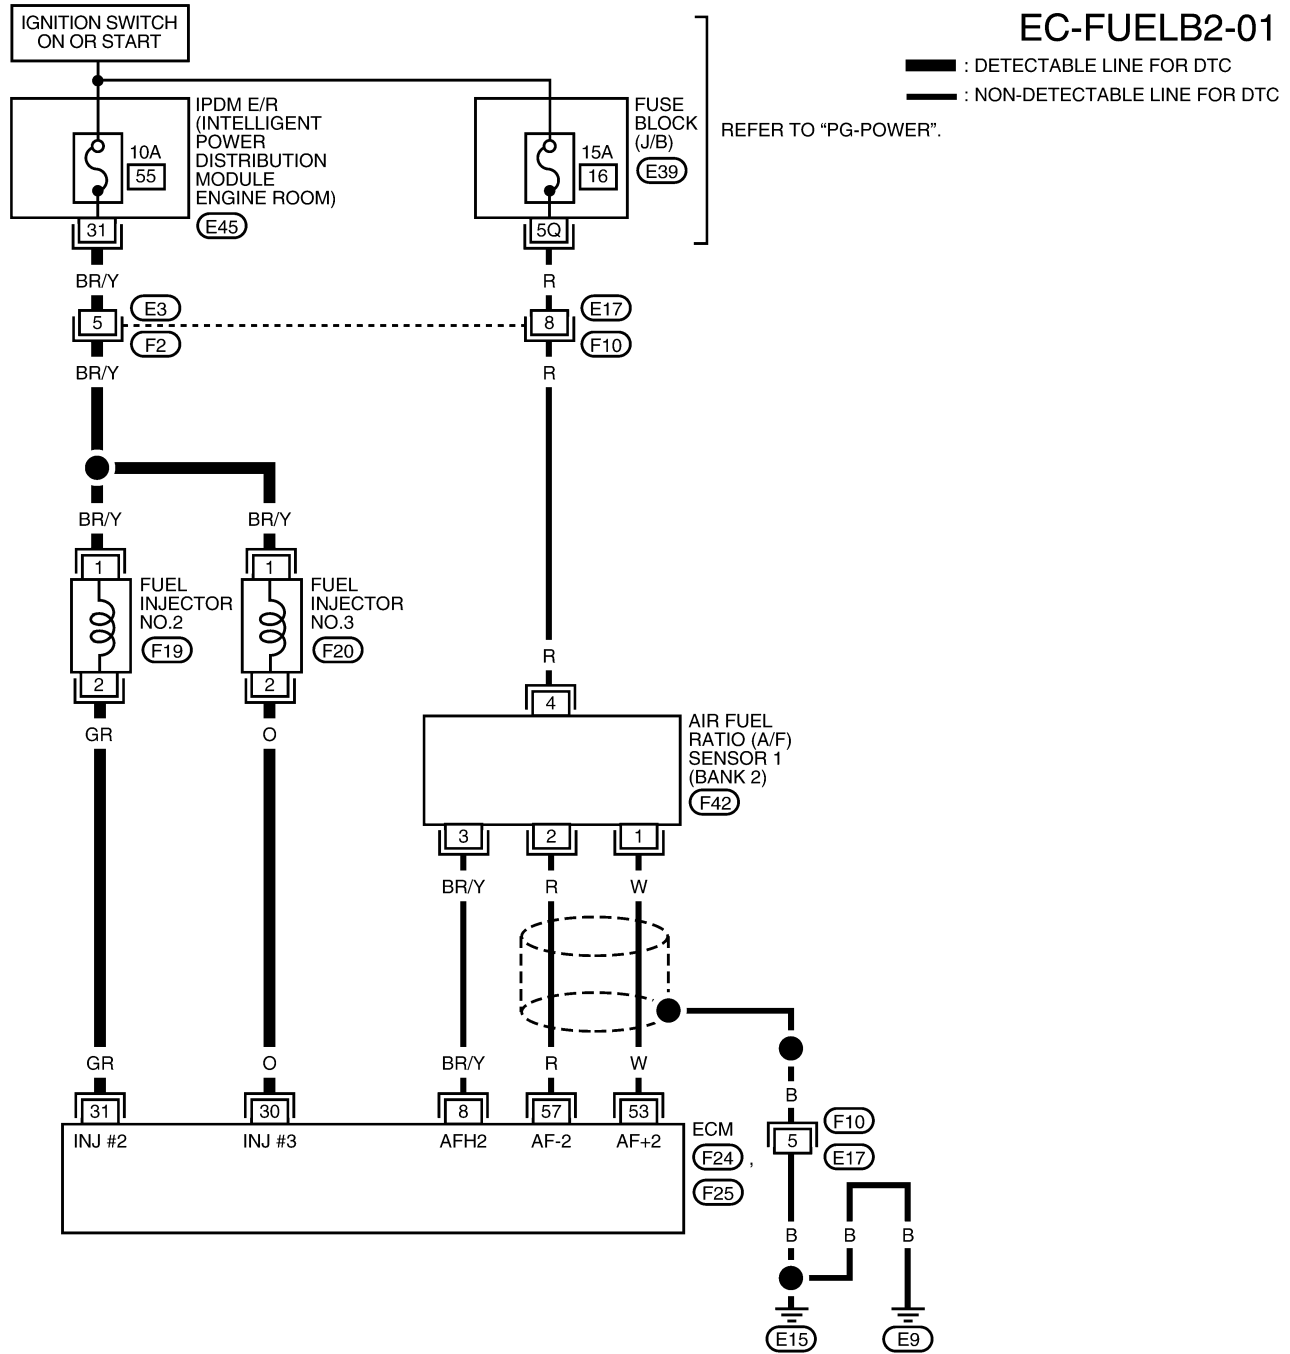 IGNITION SWITCH
ON OR START
EC-FUELB2-01
: DETECTABLE LINE FOR DTC
: NON-DETECTABLE LINE FOR DTC
IPDM E/R
(INTELLIGENT
POWER
DISTRIBUTION
MODULE
ENGINE ROOM)
E45
10A
55
31
FUSE
BLOCK
(J/B)
E39
15A
16
5Q
REFER TO “PG-POWER”.
BR/Y
R
5
E3
F2
8
E17
F10
BR/Y
R
BR/Y
BR/Y
1
FUEL
INJECTOR
NO.2
F19
2
1
FUEL
INJECTOR
NO.3
F20
2
R
4
GR
O
AIR FUEL
RATIO (A/F)
SENSOR 1
(BANK 2)
F42
3
2
1
BR/Y
R
W
GR
O
BR/Y
R
W
31
30
8
57
53
INJ #2
INJ #3
AFH2
AF-2
AF+2
ECM
F24 ,
F25
B
5
F10
E17
B
B
B
E15
E9